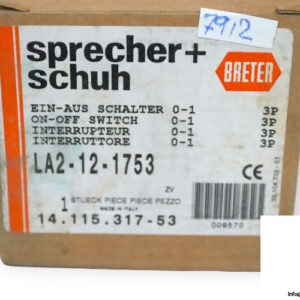 7912
sprecher+
schuh
BRETER
EIN-AUS SCHALTER 0-1 3P
ON-OFF SWITCH 0-1 3P
INTERRUPTEUR 0-1 3P
INTERRUTTORE 0-1 3P
LA2-12-1753
CE
ZV
1 STUECK PIECE PIECE PEZZO
MADE IN ITALY
14.115.317-53
008570